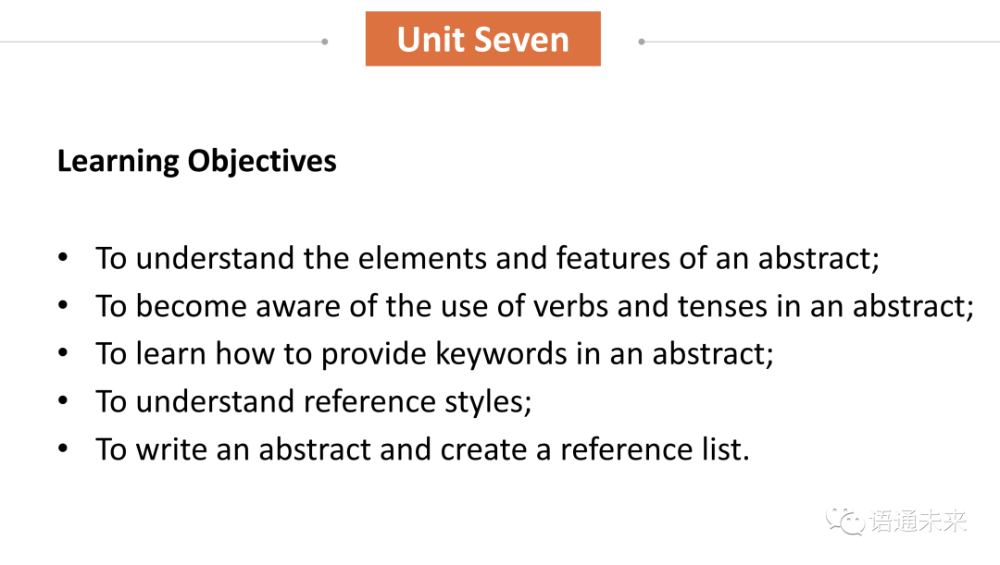 Unit Seven
Learning Objectives
• To understand the elements and features of an abstract;
• To become aware of the use of verbs and tenses in an abstract;
• To learn how to provide keywords in an abstract;
• To understand reference styles;
• To write an abstract and create a reference list.
语通未来